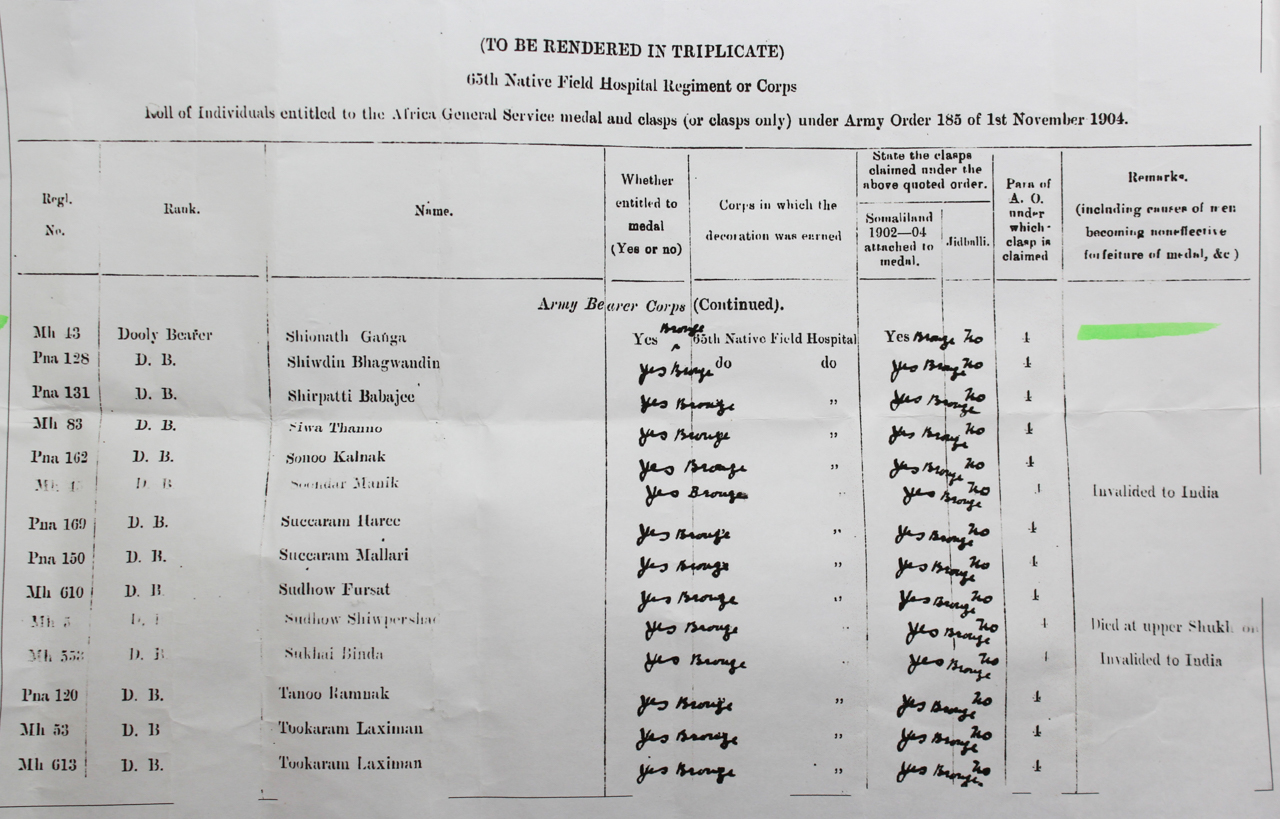 (TO BE RENDERED IN TRIPLICATE)
65th Native Field Hospital Regiment or Corps
Roll of Individuals entitled to the Africa General Service medal and clasps (or clasps only) under Army Order 185 of 1st November 1904.
Regl. No.
Rank.
Name.
Whether entitled to medal (Yes or no)
Corps in which the decoration was earned
State the clasps claimed under the above quoted order.
Somaliland 1902—04 attached to medal.
Jidballi.
Para of A. O. under which clasp is claimed
Remarks.
(including causes of men becoming noneffective forfeiture of medal, &c)
Army Bearer Corps (Continued).
Mh 43 Dooly Bearer Shionath Ganga Yes Bronze 65th Native Field Hospital Yes Bronze No 4
Pna 128 D. B. Shiwdin Bhagwandin Yes Bronze do do Yes Bronze No 4
Pna 131 D. B. Shirpatti Babajee Yes Bronze ,, Yes Bronze No 4
Mh 83 D. B. Siwa Thanno Yes Bronze ,, Yes Bronze No 4
Pna 162 D. B. Sonoo Kalnak Yes Bronze ,, Yes Bronze No 4
D. B Manik Yes Bronze ,, Yes Bronze No 4 Invalided to India
Pna 169 D. B. Succaram Haree Yes Bronze ,, Yes Bronze No 4
Pna 150 D. B. Succaram Mallari Yes Bronze ,, Yes Bronze No 4
Mh 610 D. B Sudhow Fursat Yes Bronze ,, Yes Bronze No 4
Sudhow Yes Bronze ,, Yes Bronze No 4 Died at upper
Mh D. B Sukhai Binda Yes Bronze ,, Yes Bronze No 4 Invalided to India
Pna 120 D. B. Tanoo Ramnak Yes Bronze ,, Yes Bronze No 4
Mh 53 D. B Tookaram Laximan Yes Bronze ,, Yes Bronze No 4
Mh 613 D. B. Tookaram Laximan Yes Bronze ,, Yes Bronze No 4